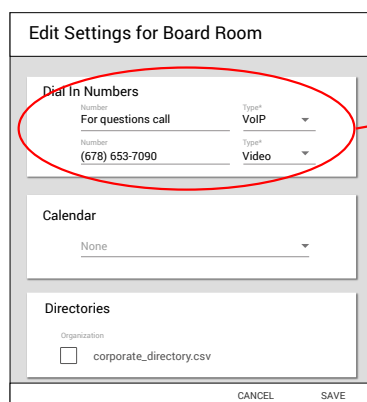 Edit Settings for Board Room
Dial In Numbers
Number Type*
For questions call VoIP
Number Type*
(678) 653-7090 Video
Calendar
None
Directories
Organization
corporate_directory.csv
CANCEL SAVE